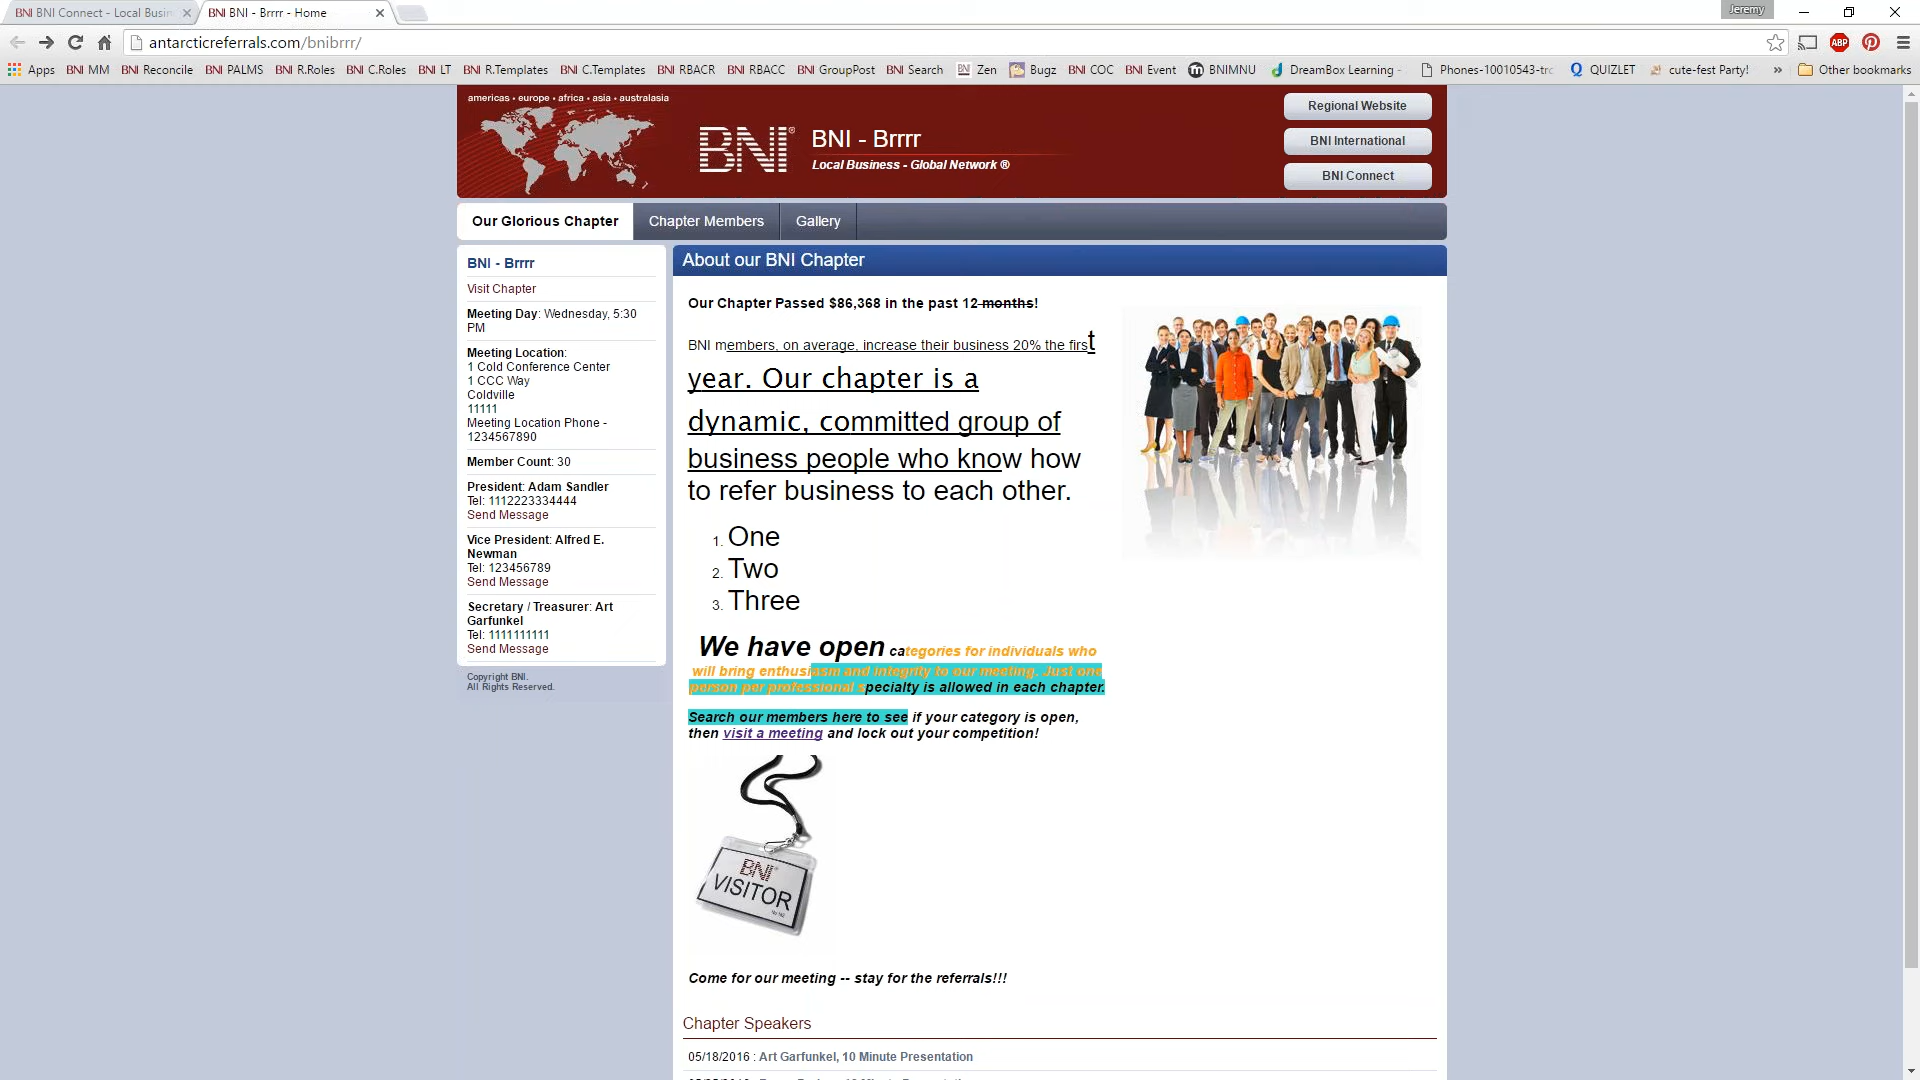 BNI BNI Connect - Local Busin
BNI BNI - Brrrr - Home
Jeremy
antarcticreferrals.com/bnibrrr/
ABP
Apps BNI MM BNI Reconcile BNI PALMS BNI R.Roles BNI C.Roles BNI LT BNI R.Templates BNI C.Templates BNI RBACR BNI RBACC BNI GroupPost BNI Search Zen Bugz BNI COC BNI Event BNIMNU DreamBox Learning - Phones-10010543-trc QUIZLET cute-fest Party! » Other bookmarks
americas • europe • africa • asia • australasia
BNI® BNI - Brrrr
Local Business - Global Network ®
Regional Website
BNI International
BNI Connect
Our Glorious Chapter Chapter Members Gallery
BNI - Brrrr
Visit Chapter
Meeting Day: Wednesday, 5:30
PM
Meeting Location:
1 Cold Conference Center
1 CCC Way
Coldville
11111
Meeting Location Phone -
1234567890
Member Count: 30
President: Adam Sandler
Tel: 1112223334444
Send Message
Vice President: Alfred E.
Newman
Tel: 123456789
Send Message
Secretary / Treasurer: Art
Garfunkel
Tel: 1111111111
Send Message
Copyright BNI.
All Rights Reserved.
About our BNI Chapter
Our Chapter Passed $86,368 in the past 12 months!
BNI members, on average, increase their business 20% the first
year. Our chapter is a
dynamic, committed group of
business people who know how
to refer business to each other.
1. One
2. Two
3. Three
We have open categories for individuals who
will bring enthusiasm and integrity to our meeting. Just one
person per professional specialty is allowed in each chapter.
Search our members here to see if your category is open,
then visit a meeting and lock out your competition!
BNI
VISITOR
Come for our meeting -- stay for the referrals!!!
Chapter Speakers
05/18/2016 : Art Garfunkel, 10 Minute Presentation